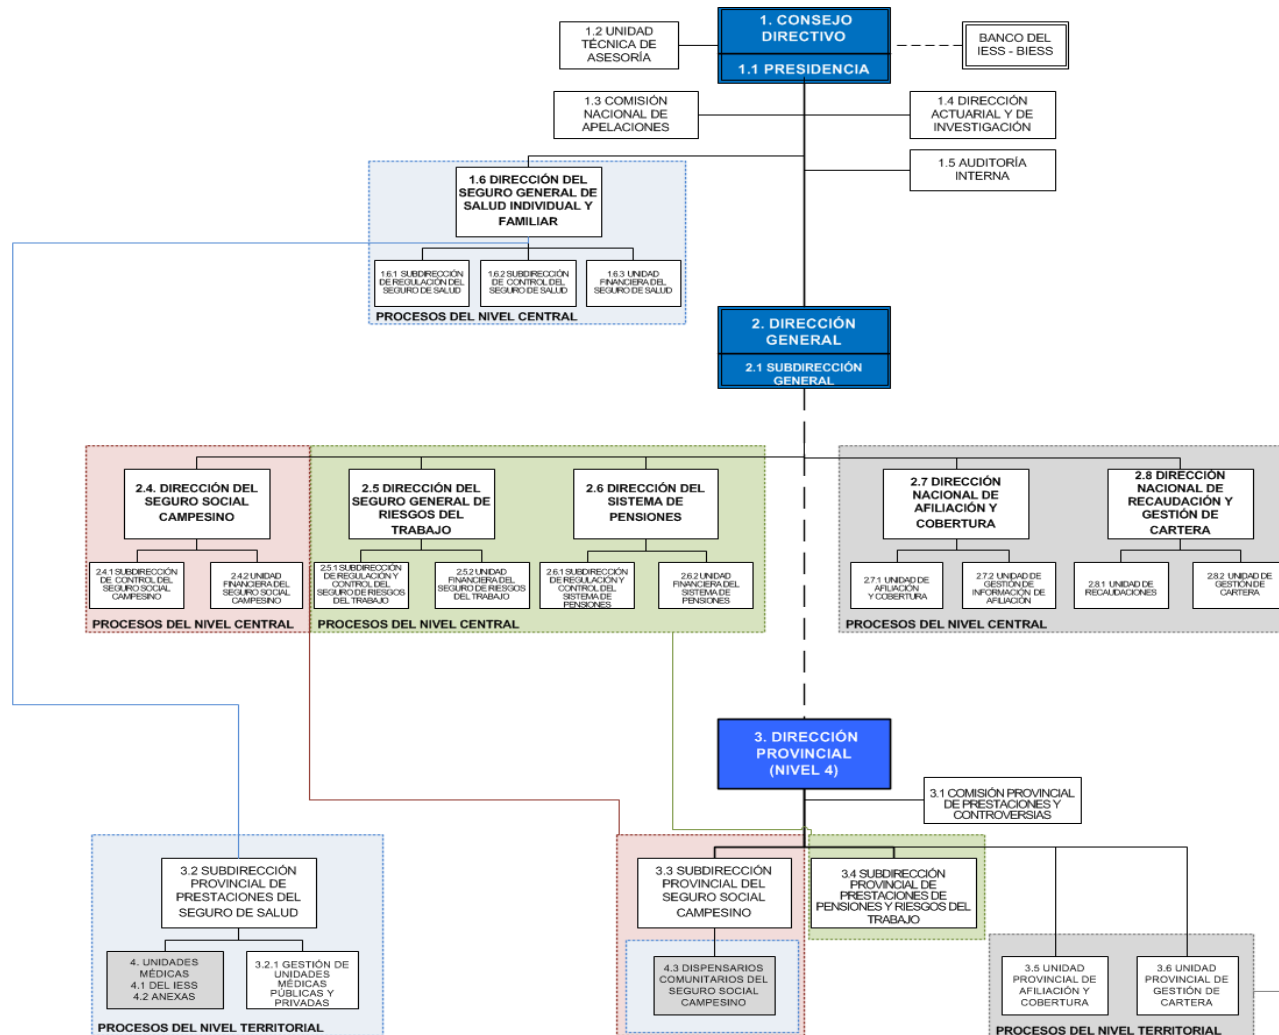 1. CONSEJO
DIRECTIVO
1.1 PRESIDENCIA
1.2 UNIDAD
TÉCNICA DE
ASESORÍA
BANCO DEL
IESS - BIESS
1.3 COMISIÓN
NACIONAL DE
APELACIONES
1.4 DIRECCIÓN
ACTUARIAL Y DE
INVESTIGACIÓN
1.5 AUDITORÍA
INTERNA
1.6 DIRECCIÓN DEL
SEGURO GENERAL DE
SALUD INDIVIDUAL Y
FAMILIAR
1.6.1 SUBDIRECCIÓN
DE REGULACIÓN DEL
SEGURO DE SALUD
1.6.2 SUBDIRECCIÓN
DE CONTROL DEL
SEGURO DE SALUD
1.6.3 UNIDAD
FINANCIERA DEL
SEGURO DE SALUD
PROCESOS DEL NIVEL CENTRAL
2. DIRECCIÓN
GENERAL
2.1 SUBDIRECCIÓN
GENERAL
2.4. DIRECCIÓN DEL
SEGURO SOCIAL
CAMPESINO
2.4.1 SUBDIRECCIÓN
DE CONTROL DEL
SEGURO SOCIAL
CAMPESINO
2.4.2 UNIDAD
FINANCIERA DEL
SEGURO SOCIAL
CAMPESINO
PROCESOS DEL NIVEL CENTRAL
2.5 DIRECCIÓN DEL
SEGURO GENERAL DE
RIESGOS DEL
TRABAJO
2.5.1 SUBDIRECCIÓN
DE REGULACIÓN Y
CONTROL DEL
SEGURO DE RIESGOS
DEL TRABAJO
2.5.2 UNIDAD
FINANCIERA DEL
SEGURO DE RIESGOS
DEL TRABAJO
2.6 DIRECCIÓN DEL
SISTEMA DE
PENSIONES
2.6.1 SUBDIRECCIÓN
DE REGULACIÓN Y
CONTROL DEL
SISTEMA DE
PENSIONES
2.6.2 UNIDAD
FINANCIERA DEL
SISTEMA DE
PENSIONES
PROCESOS DEL NIVEL CENTRAL
2.7 DIRECCIÓN
NACIONAL DE
AFILIACIÓN Y
COBERTURA
2.7.1 UNIDAD DE
AFILIACIÓN
Y COBERTURA
2.7.2 UNIDAD DE
GESTIÓN DE
INFORMACIÓN DE
AFILIACIÓN
2.8 DIRECCIÓN
NACIONAL DE
RECAUDACIÓN Y
GESTIÓN DE
CARTERA
2.8.1 UNIDAD DE
RECAUDACIONES
2.8.2 UNIDAD DE
GESTIÓN DE
CARTERA
PROCESOS DEL NIVEL CENTRAL
3. DIRECCIÓN
PROVINCIAL
(NIVEL 4)
3.1 COMISIÓN PROVINCIAL
DE PRESTACIONES Y
CONTROVERSIAS
3.2 SUBDIRECCIÓN
PROVINCIAL DE
PRESTACIONES DEL
SEGURO DE SALUD
4. UNIDADES
MÉDICAS
4.1 DEL IESS
4.2 ANEXAS
3.2.1 GESTIÓN DE
UNIDADES
MÉDICAS
PÚBLICAS Y
PRIVADAS
PROCESOS DEL NIVEL TERRITORIAL
3.3 SUBDIRECCIÓN
PROVINCIAL DEL
SEGURO SOCIAL
CAMPESINO
4.3 DISPENSARIOS
COMUNITARIOS DEL
SEGURO SOCIAL
CAMPESINO
3.4 SUBDIRECCIÓN
PROVINCIAL DE
PRESTACIONES DE
PENSIONES Y RIESGOS DEL
TRABAJO
3.5 UNIDAD
PROVINCIAL DE
AFILIACIÓN Y
COBERTURA
3.6 UNIDAD
PROVINCIAL DE
GESTIÓN DE
CARTERA
PROCESOS DEL NIVEL TERRITORIAL